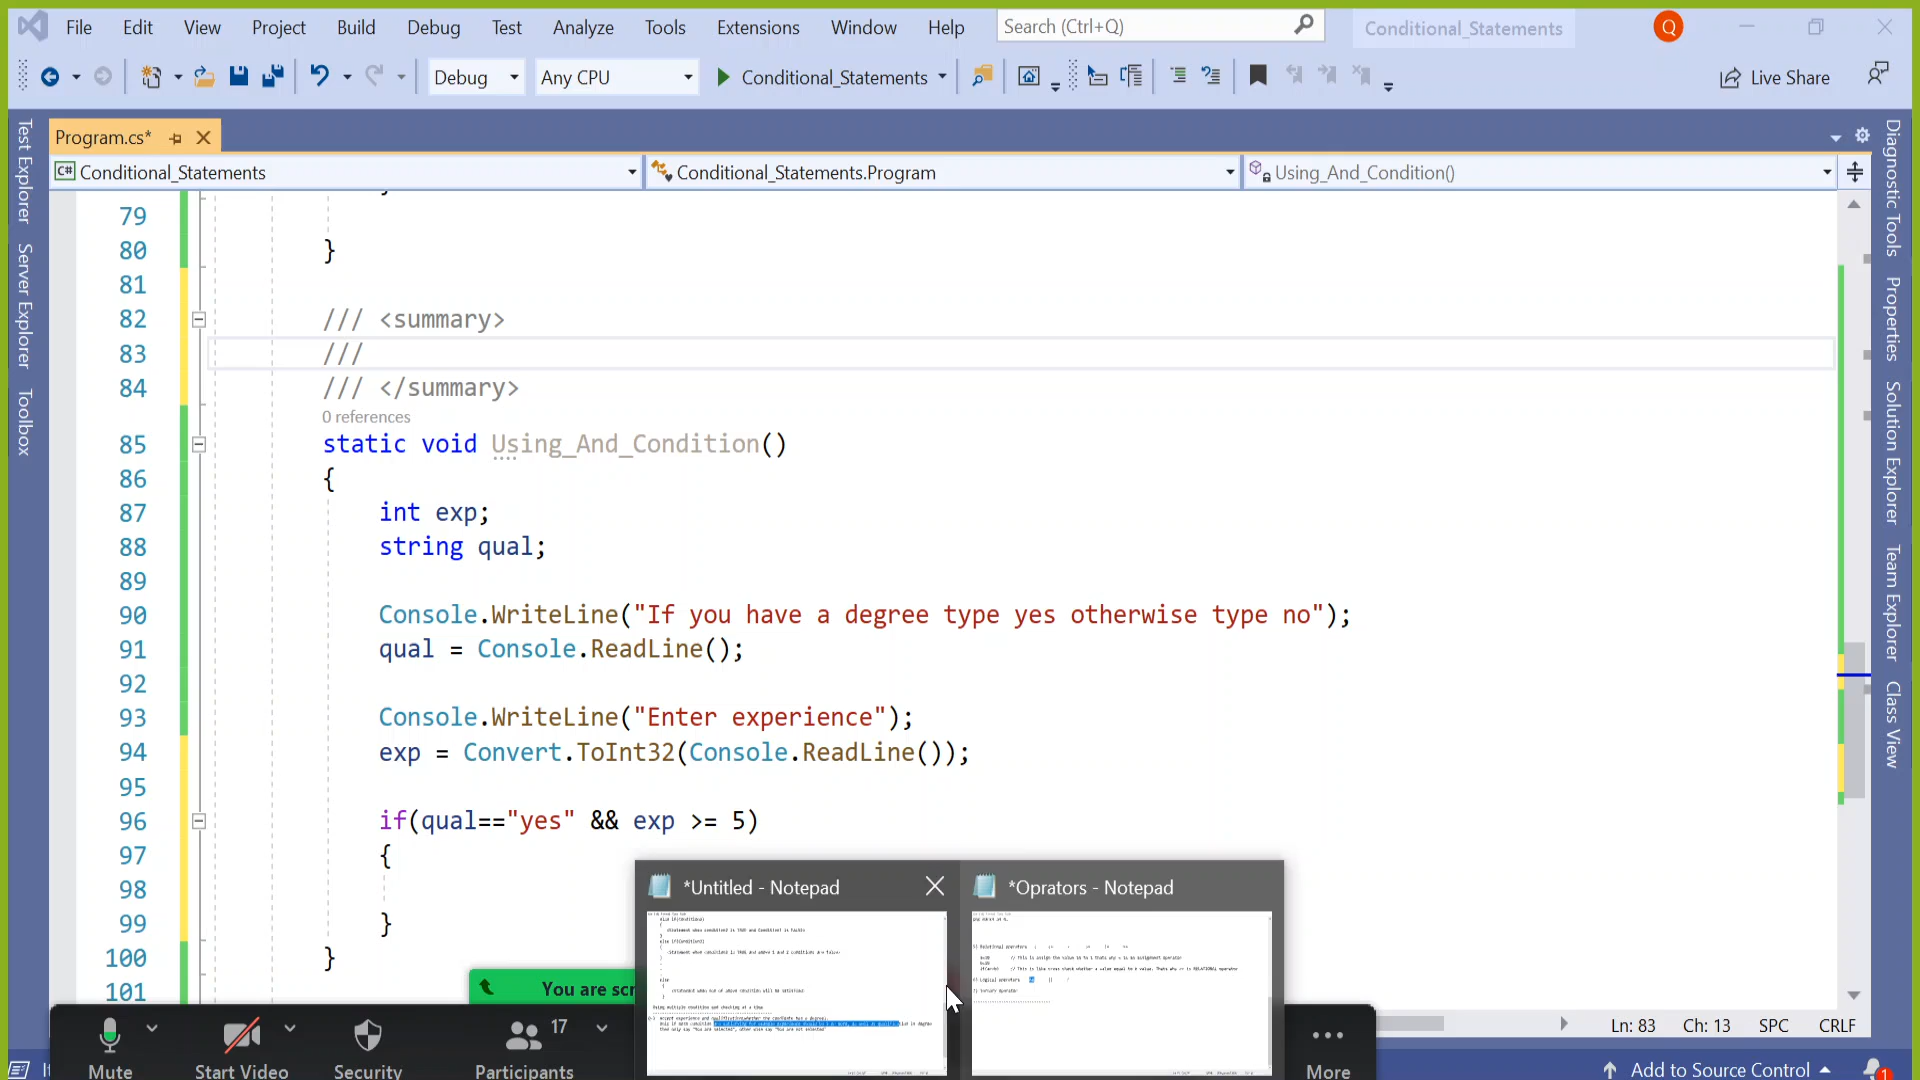 File Edit View Project Build Debug Test Analyze Tools Extensions Window Help Search (Ctrl+Q) Conditional_Statements Q
Debug Any CPU Conditional_Statements Live Share
Program.cs*
C# Conditional_Statements Conditional_Statements.Program Using_And_Condition()
Test Explorer
Server Explorer
Toolbox
79
80 }
81
82 /// <summary>
83 ///
84 /// </summary>
0 references
85 static void Using_And_Condition()
86 {
87 int exp;
88 string qual;
89
90 Console.WriteLine("If you have a degree type yes otherwise type no");
91 qual = Console.ReadLine();
92
93 Console.WriteLine("Enter experience");
94 exp = Convert.ToInt32(Console.ReadLine());
95
96 if(qual=="yes" && exp >= 5)
97 {
98
99 }
100 }
101
Diagnostic Tools
Properties
Solution Explorer
Team Explorer
Class View
*Untitled - Notepad
*Oprators - Notepad
You are scr
Ln: 83 Ch: 13 SPC CRLF
17
Mute Start Video Security Participants More
Add to Source Control 1